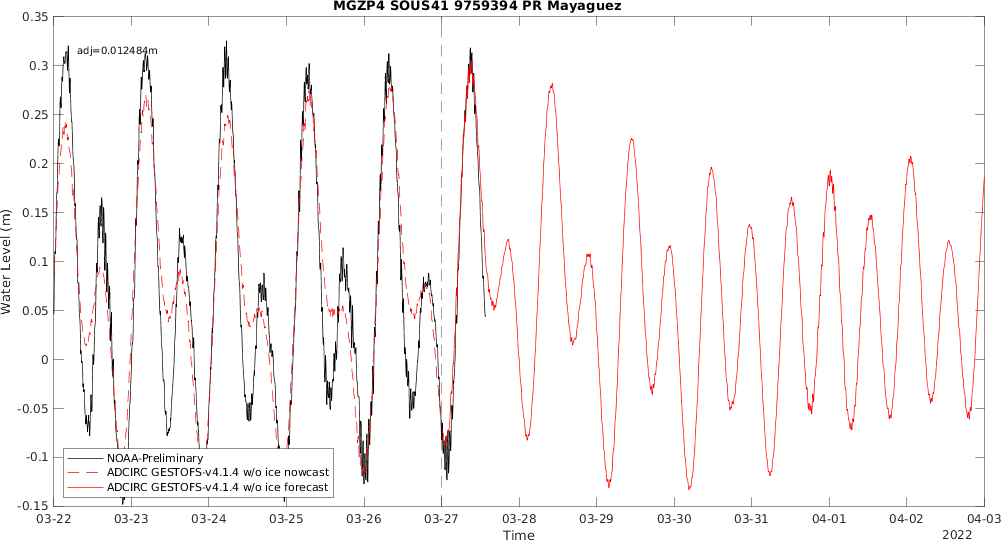 MGZP4 SOUS41 9759394 PR Mayaguez
adj=0.012484m
Water Level (m)
0.35
0.3
0.25
0.2
0.15
0.1
0.05
0
-0.05
-0.1
-0.15
NOAA-Preliminary
ADCIRC GESTOFS-v4.1.4 w/o ice nowcast
ADCIRC GESTOFS-v4.1.4 w/o ice forecast
03-22 03-23 03-24 03-25 03-26 03-27 03-28 03-29 03-30 03-31 04-01 04-02 04-03
Time
2022